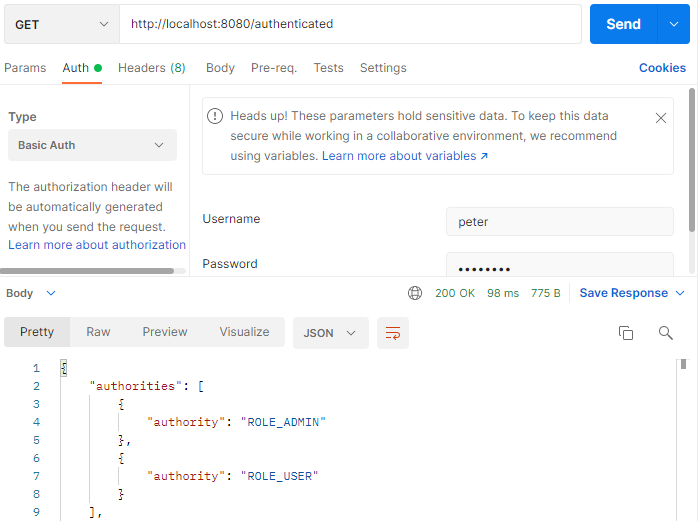 GET
http://localhost:8080/authenticated
Send
Params
Auth
Headers (8)
Body
Pre-req.
Tests
Settings
Cookies
Type
Basic Auth
The authorization header will
be automatically generated
when you send the request.
Learn more about authorization
Heads up! These parameters hold sensitive data. To keep this data
secure while working in a collaborative environment, we recommend
using variables. Learn more about variables ↗
Username
peter
Password
••••••••
Body
200 OK
98 ms
775 B
Save Response
Pretty
Raw
Preview
Visualize
JSON
1 {
2 "authorities": [
3 {
4 "authority": "ROLE_ADMIN"
5 },
6 {
7 "authority": "ROLE_USER"
8 }
9 ],